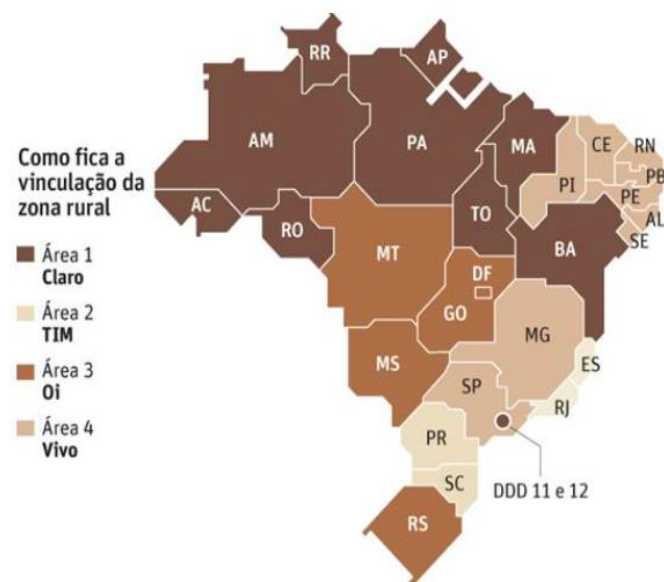 Como fica a
vinculação da
zona rural
Área 1
Claro
Área 2
TIM
Área 3
Oi
Área 4
Vivo
RR
AP
AM
PA
MA
CE
RN
PB
PI
PE
AL
SE
AC
RO
TO
BA
MT
DF
GO
MG
ES
MS
SP
RJ
PR
DDD 11 e 12
SC
RS